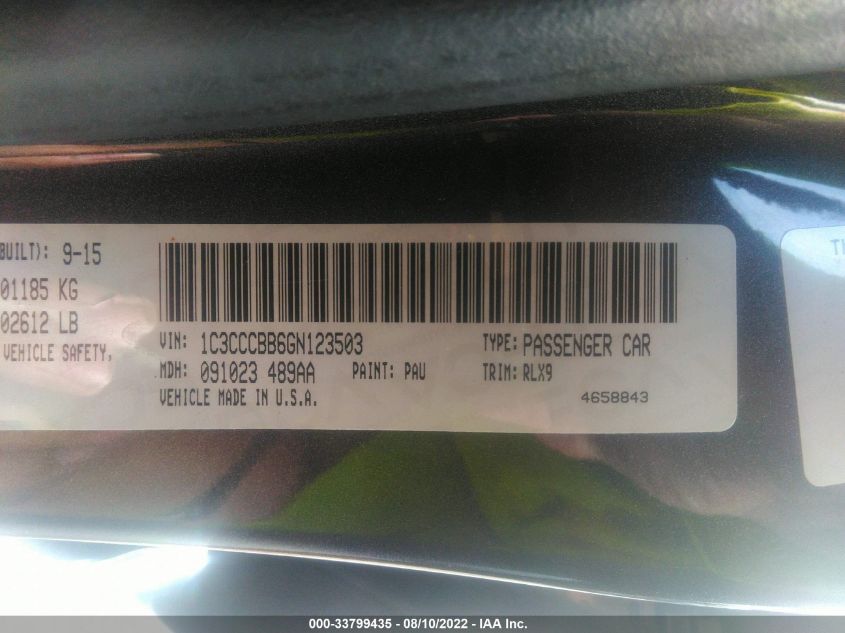 BUILT): 9-15
01185 KG
02612 LB
VEHICLE SAFETY,
VIN: 1C3CCCBB6GN123503 TYPE: PASSENGER CAR
MDH: 091023 489AA PAINT: PAU TRIM: RLX9
VEHICLE MADE IN U.S.A. 4658843
000-33799435 - 08/10/2022 - IAA Inc.